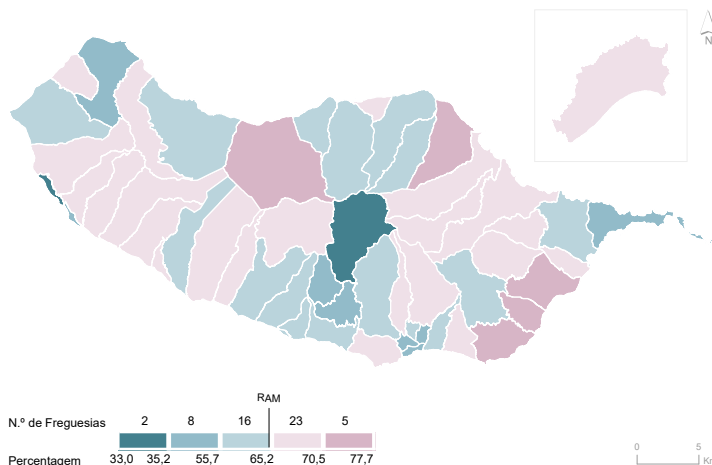 N
RAM
N.º de Freguesias 2 8 16 23 5
Percentagem 33,0 35,2 55,7 65,2 70,5 77,7
0 5
Km